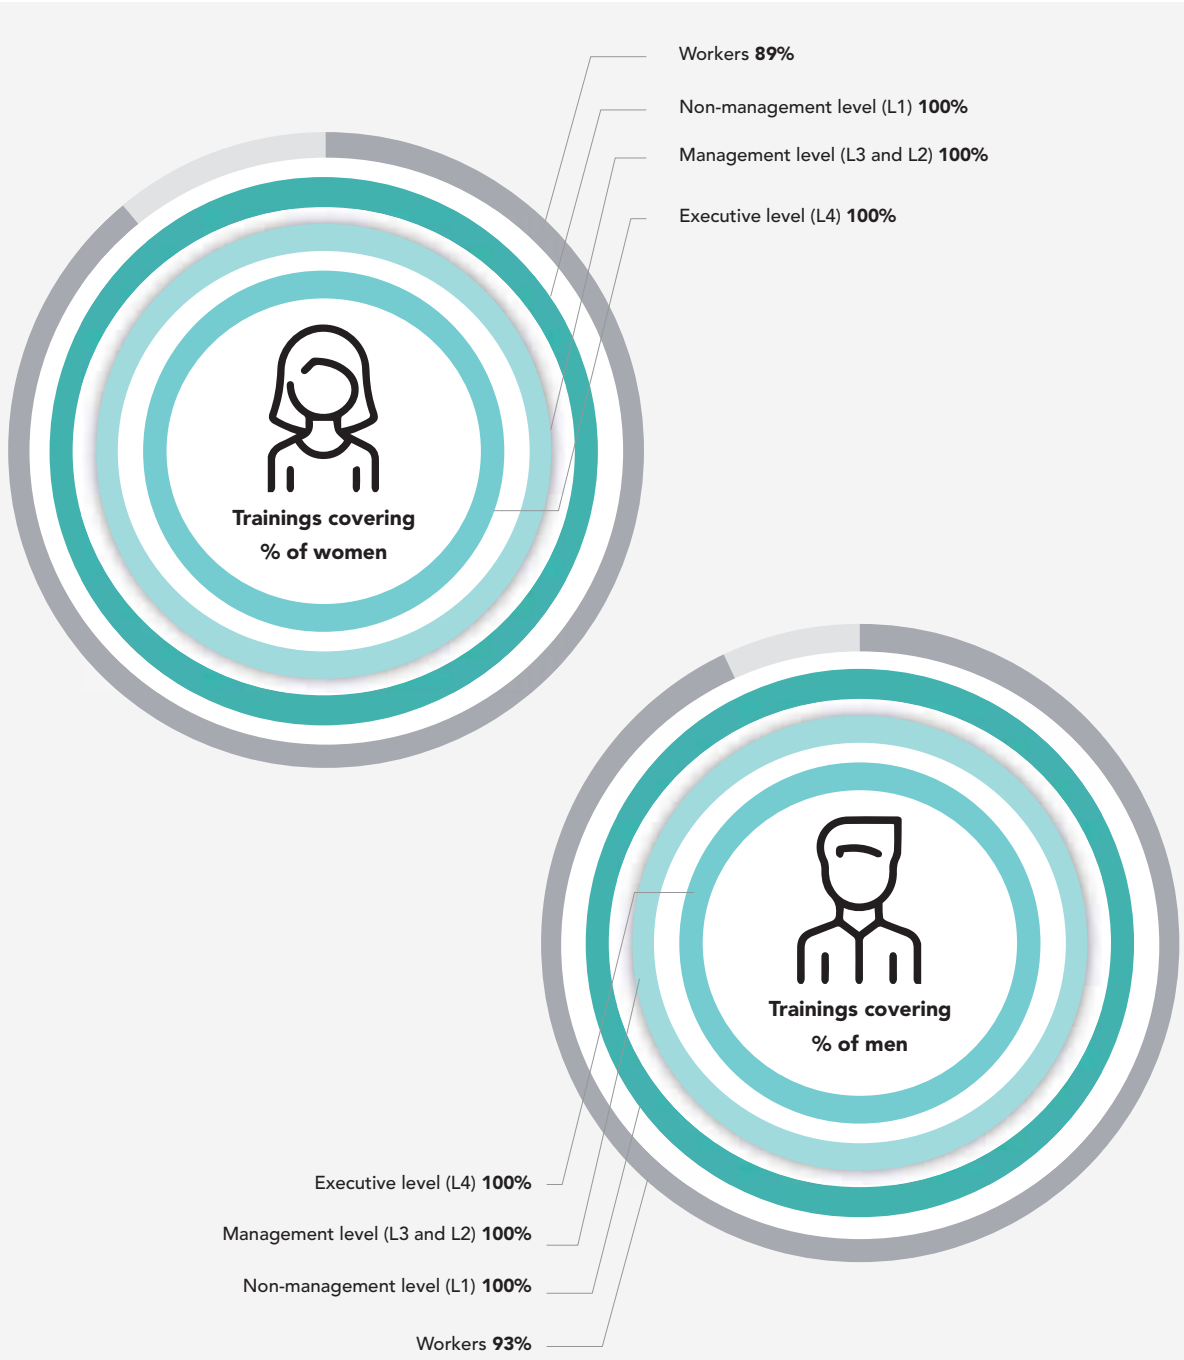 Workers 89%
Non-management level (L1) 100%
Management level (L3 and L2) 100%
Executive level (L4) 100%
Trainings covering
% of women
Trainings covering
% of men
Executive level (L4) 100%
Management level (L3 and L2) 100%
Non-management level (L1) 100%
Workers 93%